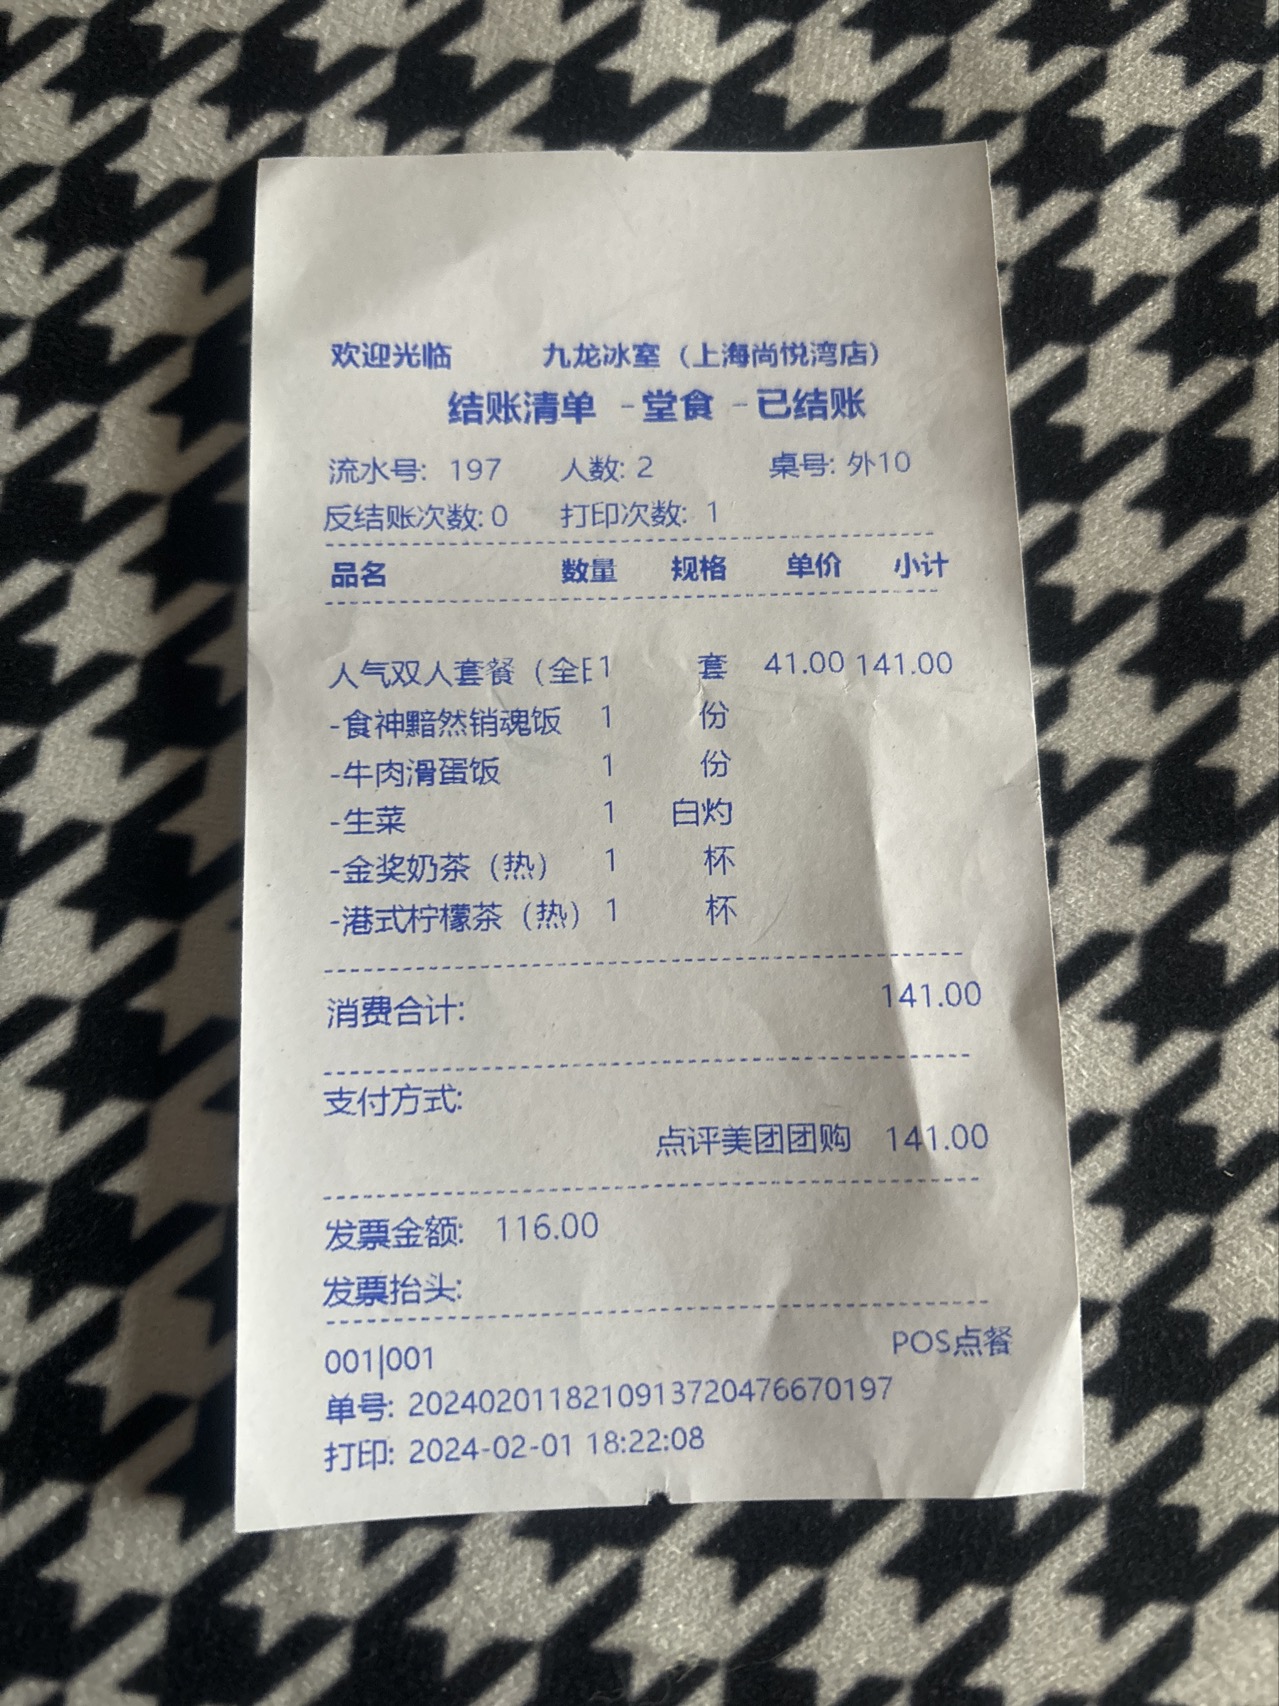 欢迎光临 九龙冰室（上海尚悦湾店）
结账清单 -堂食 -已结账
流水号: 197 人数: 2 桌号: 外10
反结账次数: 0 打印次数: 1
品名 数量 规格 单价 小计
人气双人套餐（全日 1 套 41.00 141.00
-食神黯然销魂饭 1 份
-牛肉滑蛋饭 1 份
-生菜 1 白灼
-金奖奶茶（热） 1 杯
-港式柠檬茶（热） 1 杯
消费合计: 141.00
支付方式:
点评美团团购 141.00
发票金额: 116.00
发票抬头:
001|001 POS点餐
单号: 2024020118210913720476670197
打印: 2024-02-01 18:22:08